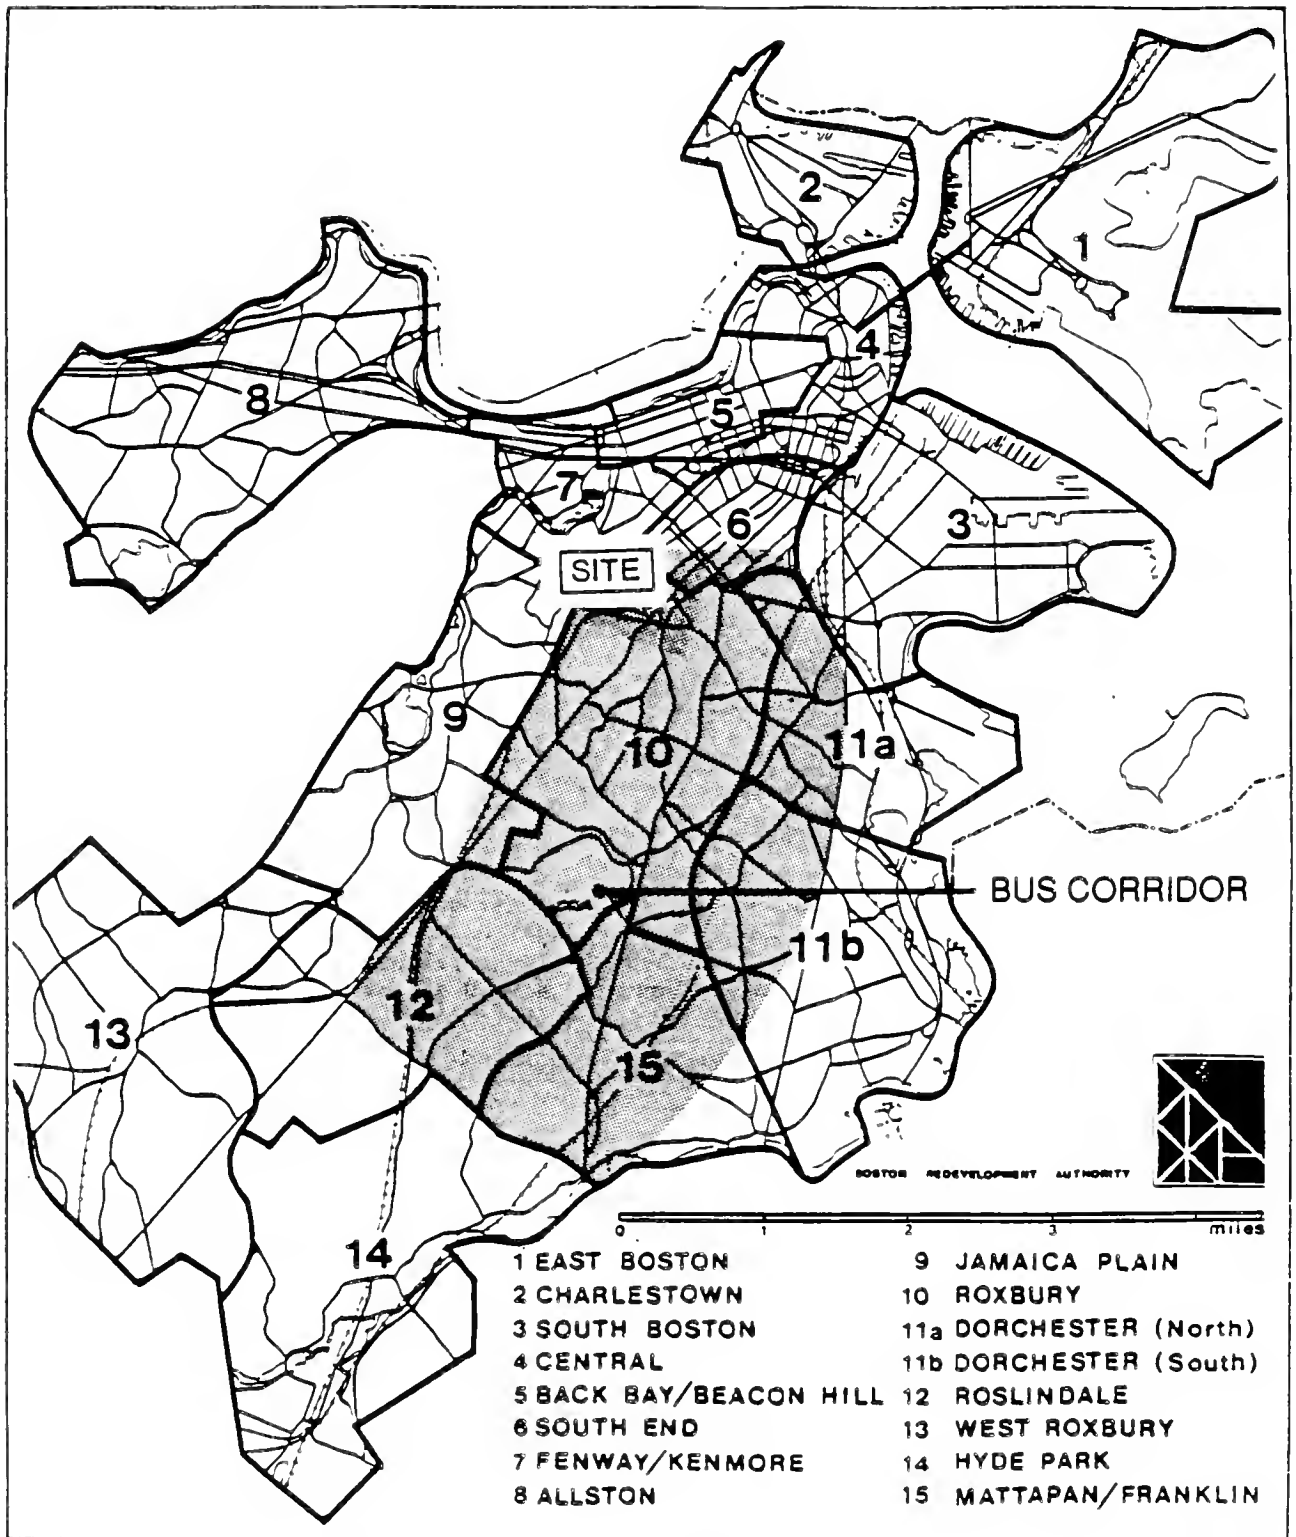 2
1
4
8
5
7
6
3
SITE
9
10
11a
BUS CORRIDOR
11b
12
13
15
BOSTON REDEVELOPMENT AUTHORITY
0 1 2 3 miles
14
1 EAST BOSTON
2 CHARLESTOWN
3 SOUTH BOSTON
4 CENTRAL
5 BACK BAY/BEACON HILL
6 SOUTH END
7 FENWAY/KENMORE
8 ALLSTON
9 JAMAICA PLAIN
10 ROXBURY
11a DORCHESTER (North)
11b DORCHESTER (South)
12 ROSLINDALE
13 WEST ROXBURY
14 HYDE PARK
15 MATTAPAN/FRANKLIN